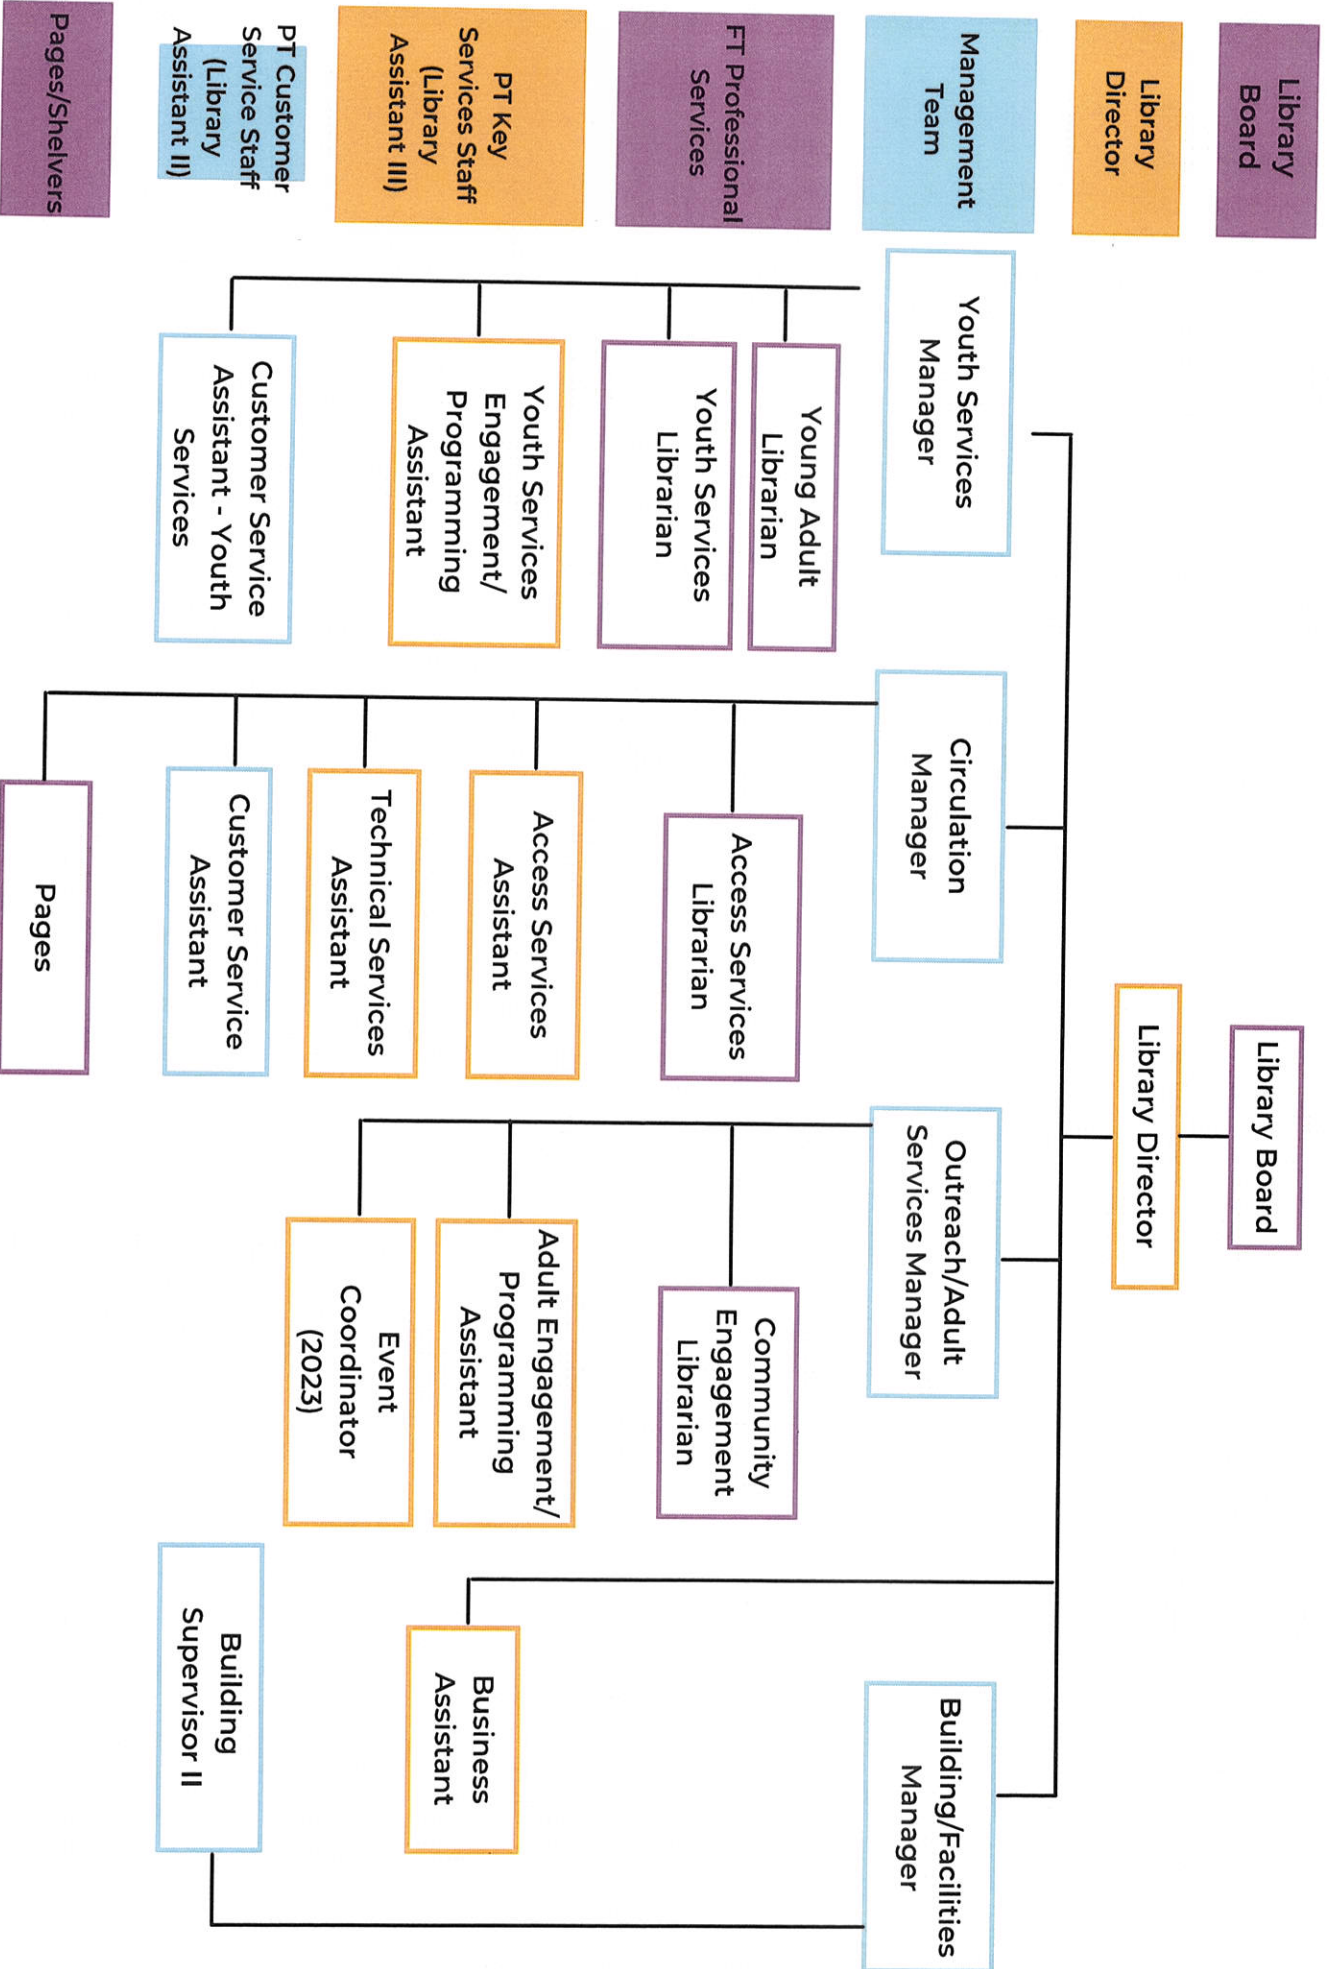 Library
Board
Library
Director
Management
Team
FT Professional
Services
PT Key
Services Staff
(Library
Assistant III)
PT Customer
Service Staff
(Library
Assistant II)
Pages/Shelvers
Library Board
Library Director
Youth Services
Manager
Circulation
Manager
Outreach/Adult
Services Manager
Building/Facilities
Manager
Young Adult
Librarian
Youth Services
Librarian
Youth Services
Engagement/
Programming
Assistant
Customer Service
Assistant - Youth
Services
Access Services
Librarian
Access Services
Assistant
Technical Services
Assistant
Customer Service
Assistant
Pages
Community
Engagement
Librarian
Adult Engagement/
Programming
Assistant
Event
Coordinator
(2023)
Business
Assistant
Building
Supervisor II